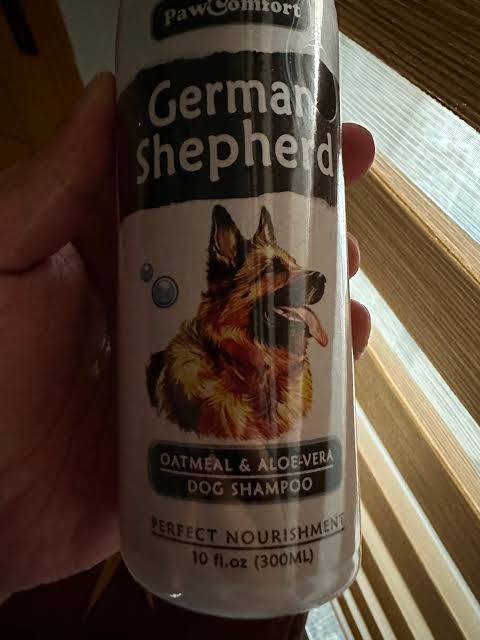 PawComfort
German
Shepherd
OATMEAL & ALOE-VERA
DOG SHAMPOO
PERFECT NOURISHMENT
10 fl.oz (300ML)